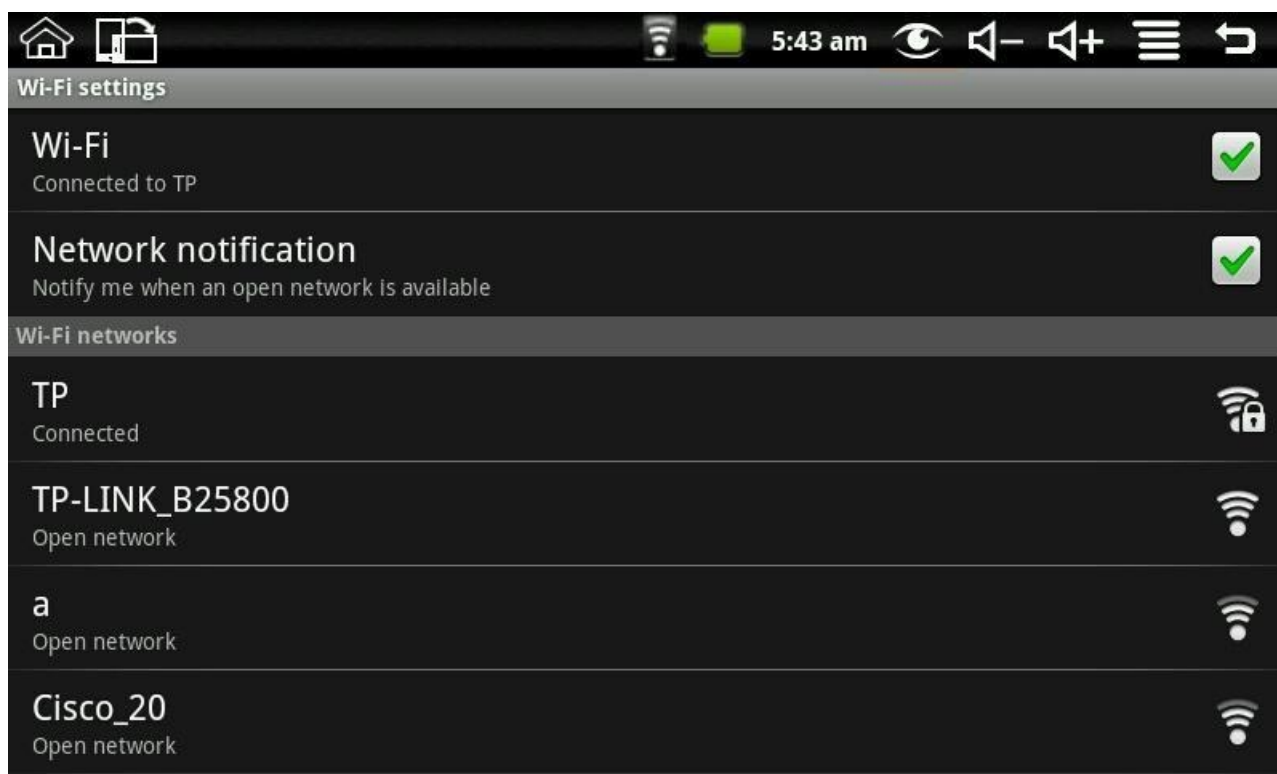 5:43 am
Wi-Fi settings
Wi-Fi
Connected to TP
Network notification
Notify me when an open network is available
Wi-Fi networks
TP
Connected
TP-LINK_B25800
Open network
a
Open network
Cisco_20
Open network